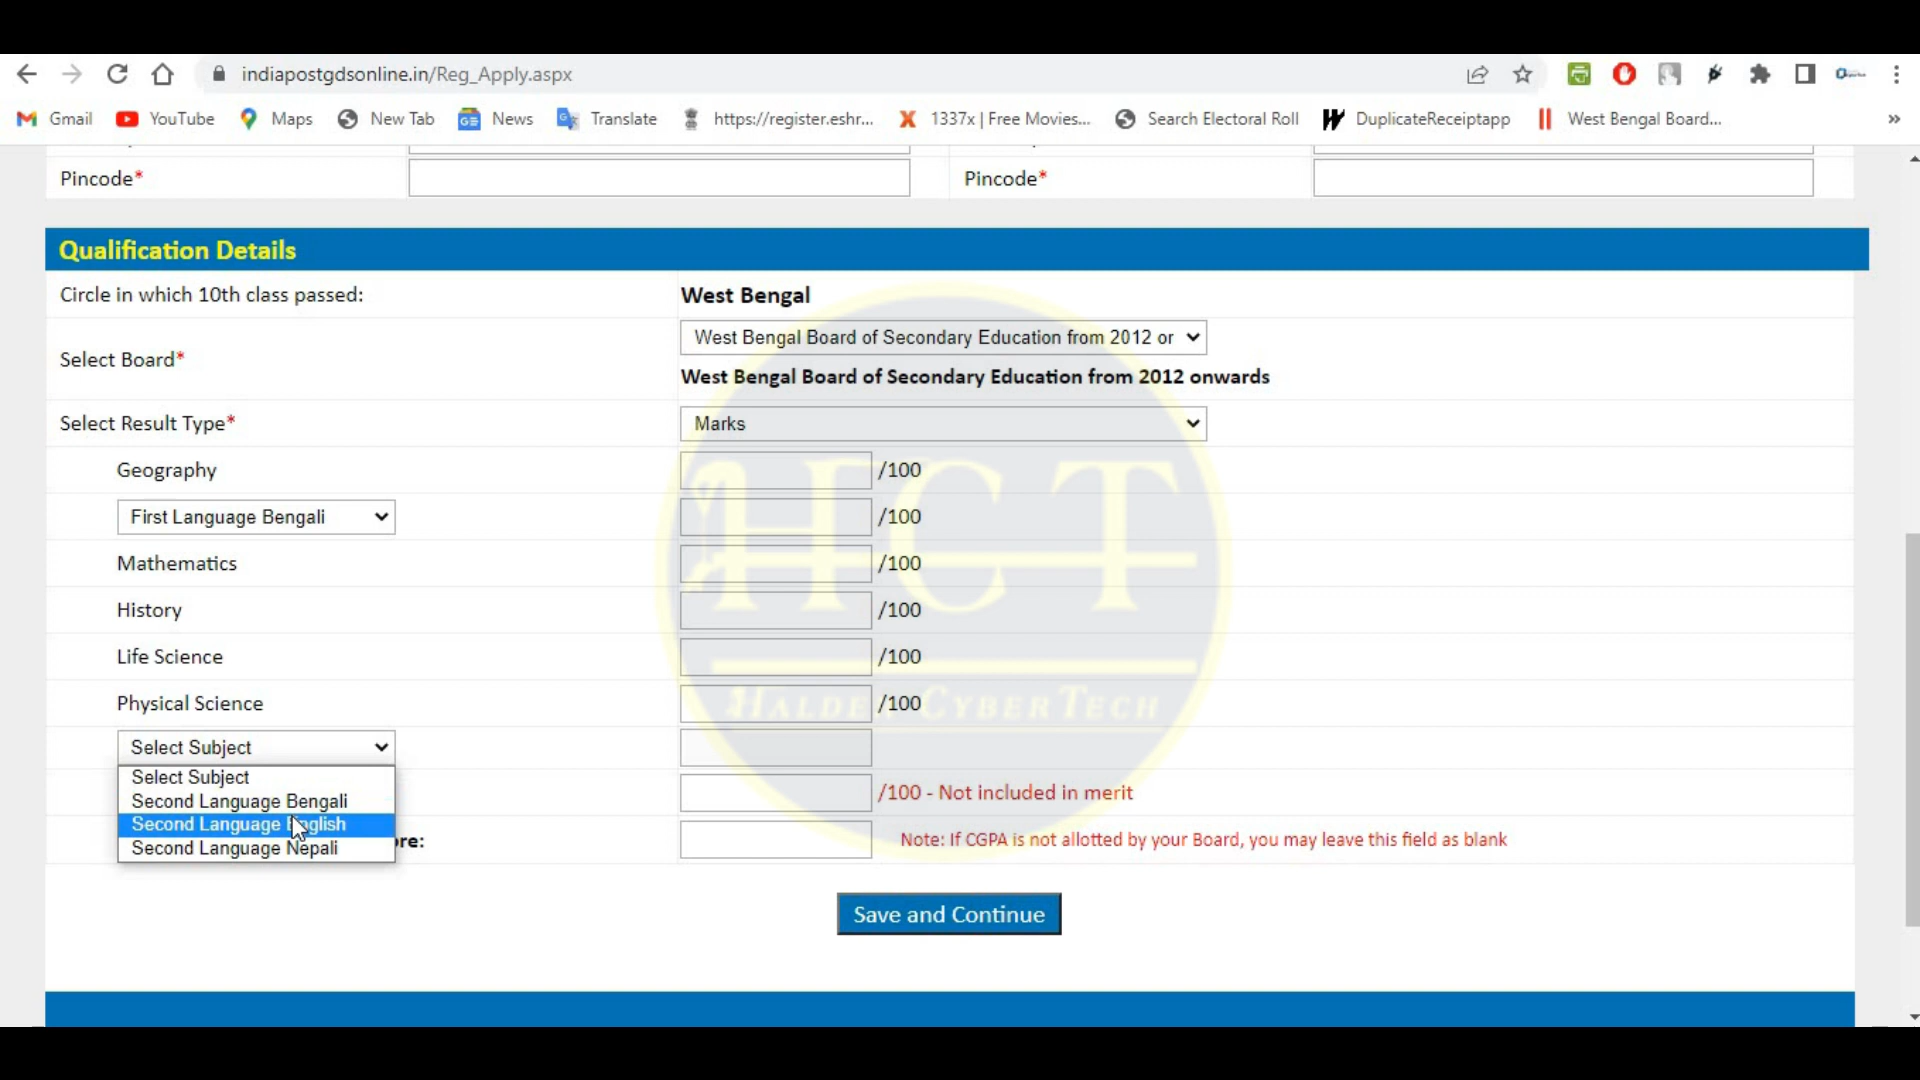 indiapostgdsonline.in/Reg_Apply.aspx
Gmail YouTube Maps New Tab News Translate https://register.eshr... 1337x | Free Movies... Search Electoral Roll DuplicateReceiptapp West Bengal Board... »
Pincode* Pincode*
Qualification Details
Circle in which 10th class passed: West Bengal
Select Board* West Bengal Board of Secondary Education from 2012 or
West Bengal Board of Secondary Education from 2012 onwards
Select Result Type* Marks
Geography /100
First Language Bengali /100
Mathematics /100
History /100
Life Science /100
Physical Science /100
Select Subject
Select Subject
Second Language Bengali
/100 - Not included in merit
Second Language English
Second Language Nepali
re: Note: If CGPA is not allotted by your Board, you may leave this field as blank
Save and Continue
HCT
HALDER CYBERTECH